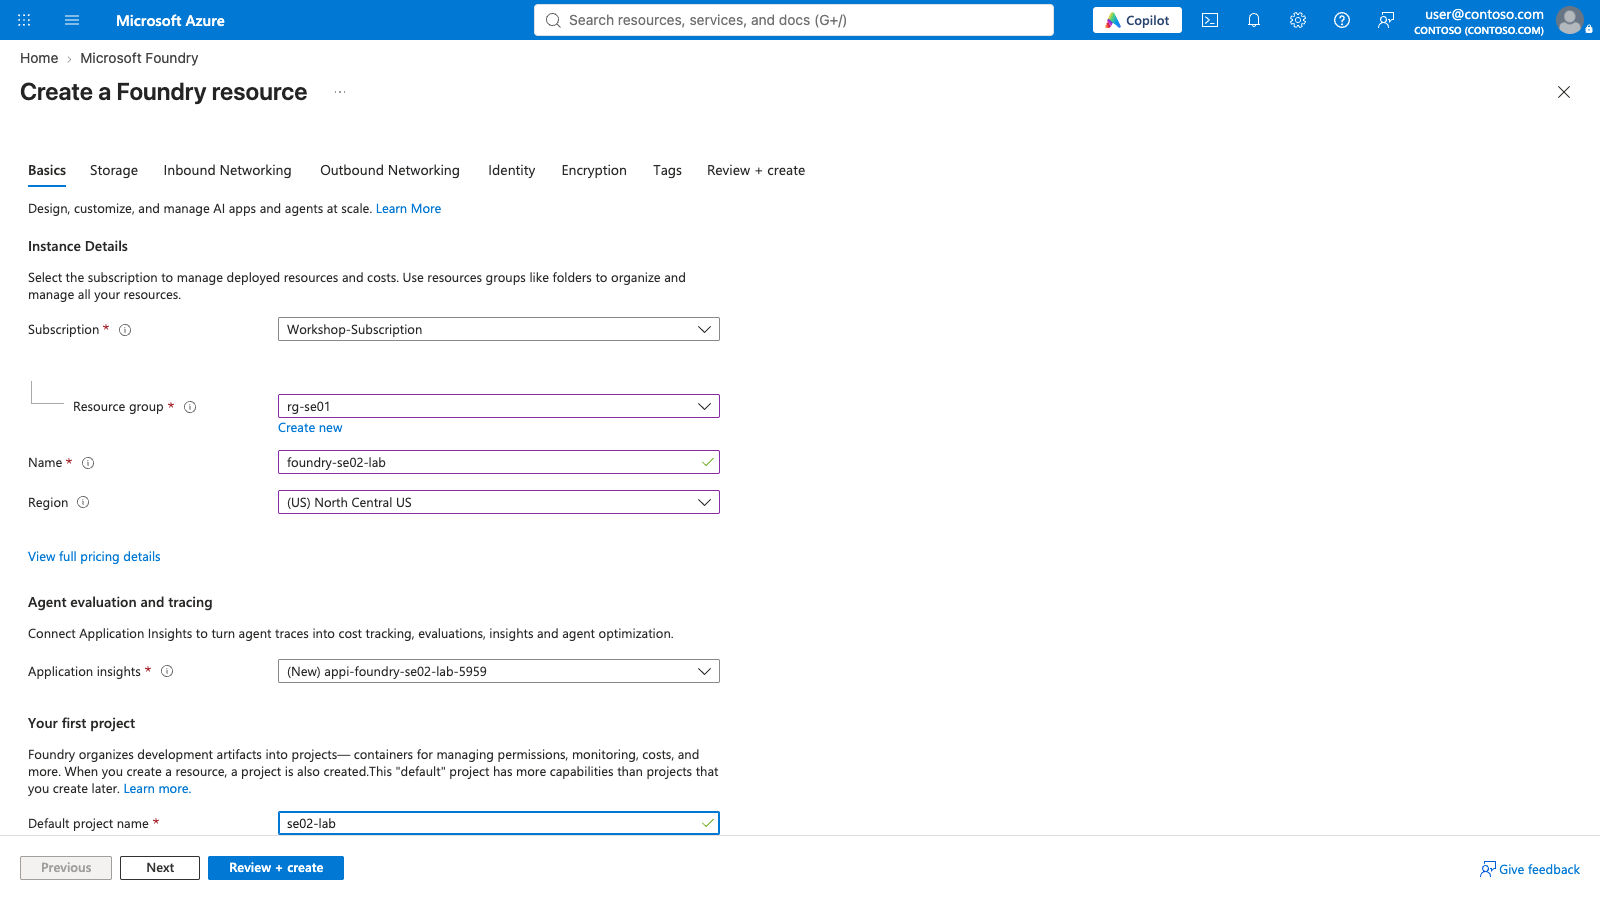 Microsoft Azure
Search resources, services, and docs (G+/)
Copilot
user@contoso.com
CONTOSO (CONTOSO.COM)
Home › Microsoft Foundry
Create a Foundry resource ...
Basics Storage Inbound Networking Outbound Networking Identity Encryption Tags Review + create
Design, customize, and manage AI apps and agents at scale. Learn More
Instance Details
Select the subscription to manage deployed resources and costs. Use resources groups like folders to organize and
manage all your resources.
Subscription * Workshop-Subscription
Resource group * rg-se01
Create new
Name * foundry-se02-lab
Region (US) North Central US
View full pricing details
Agent evaluation and tracing
Connect Application Insights to turn agent traces into cost tracking, evaluations, insights and agent optimization.
Application insights * (New) appi-foundry-se02-lab-5959
Your first project
Foundry organizes development artifacts into projects— containers for managing permissions, monitoring, costs, and
more. When you create a resource, a project is also created.This "default" project has more capabilities than projects that
you create later. Learn more.
Default project name * se02-lab
Previous Next Review + create
Give feedback